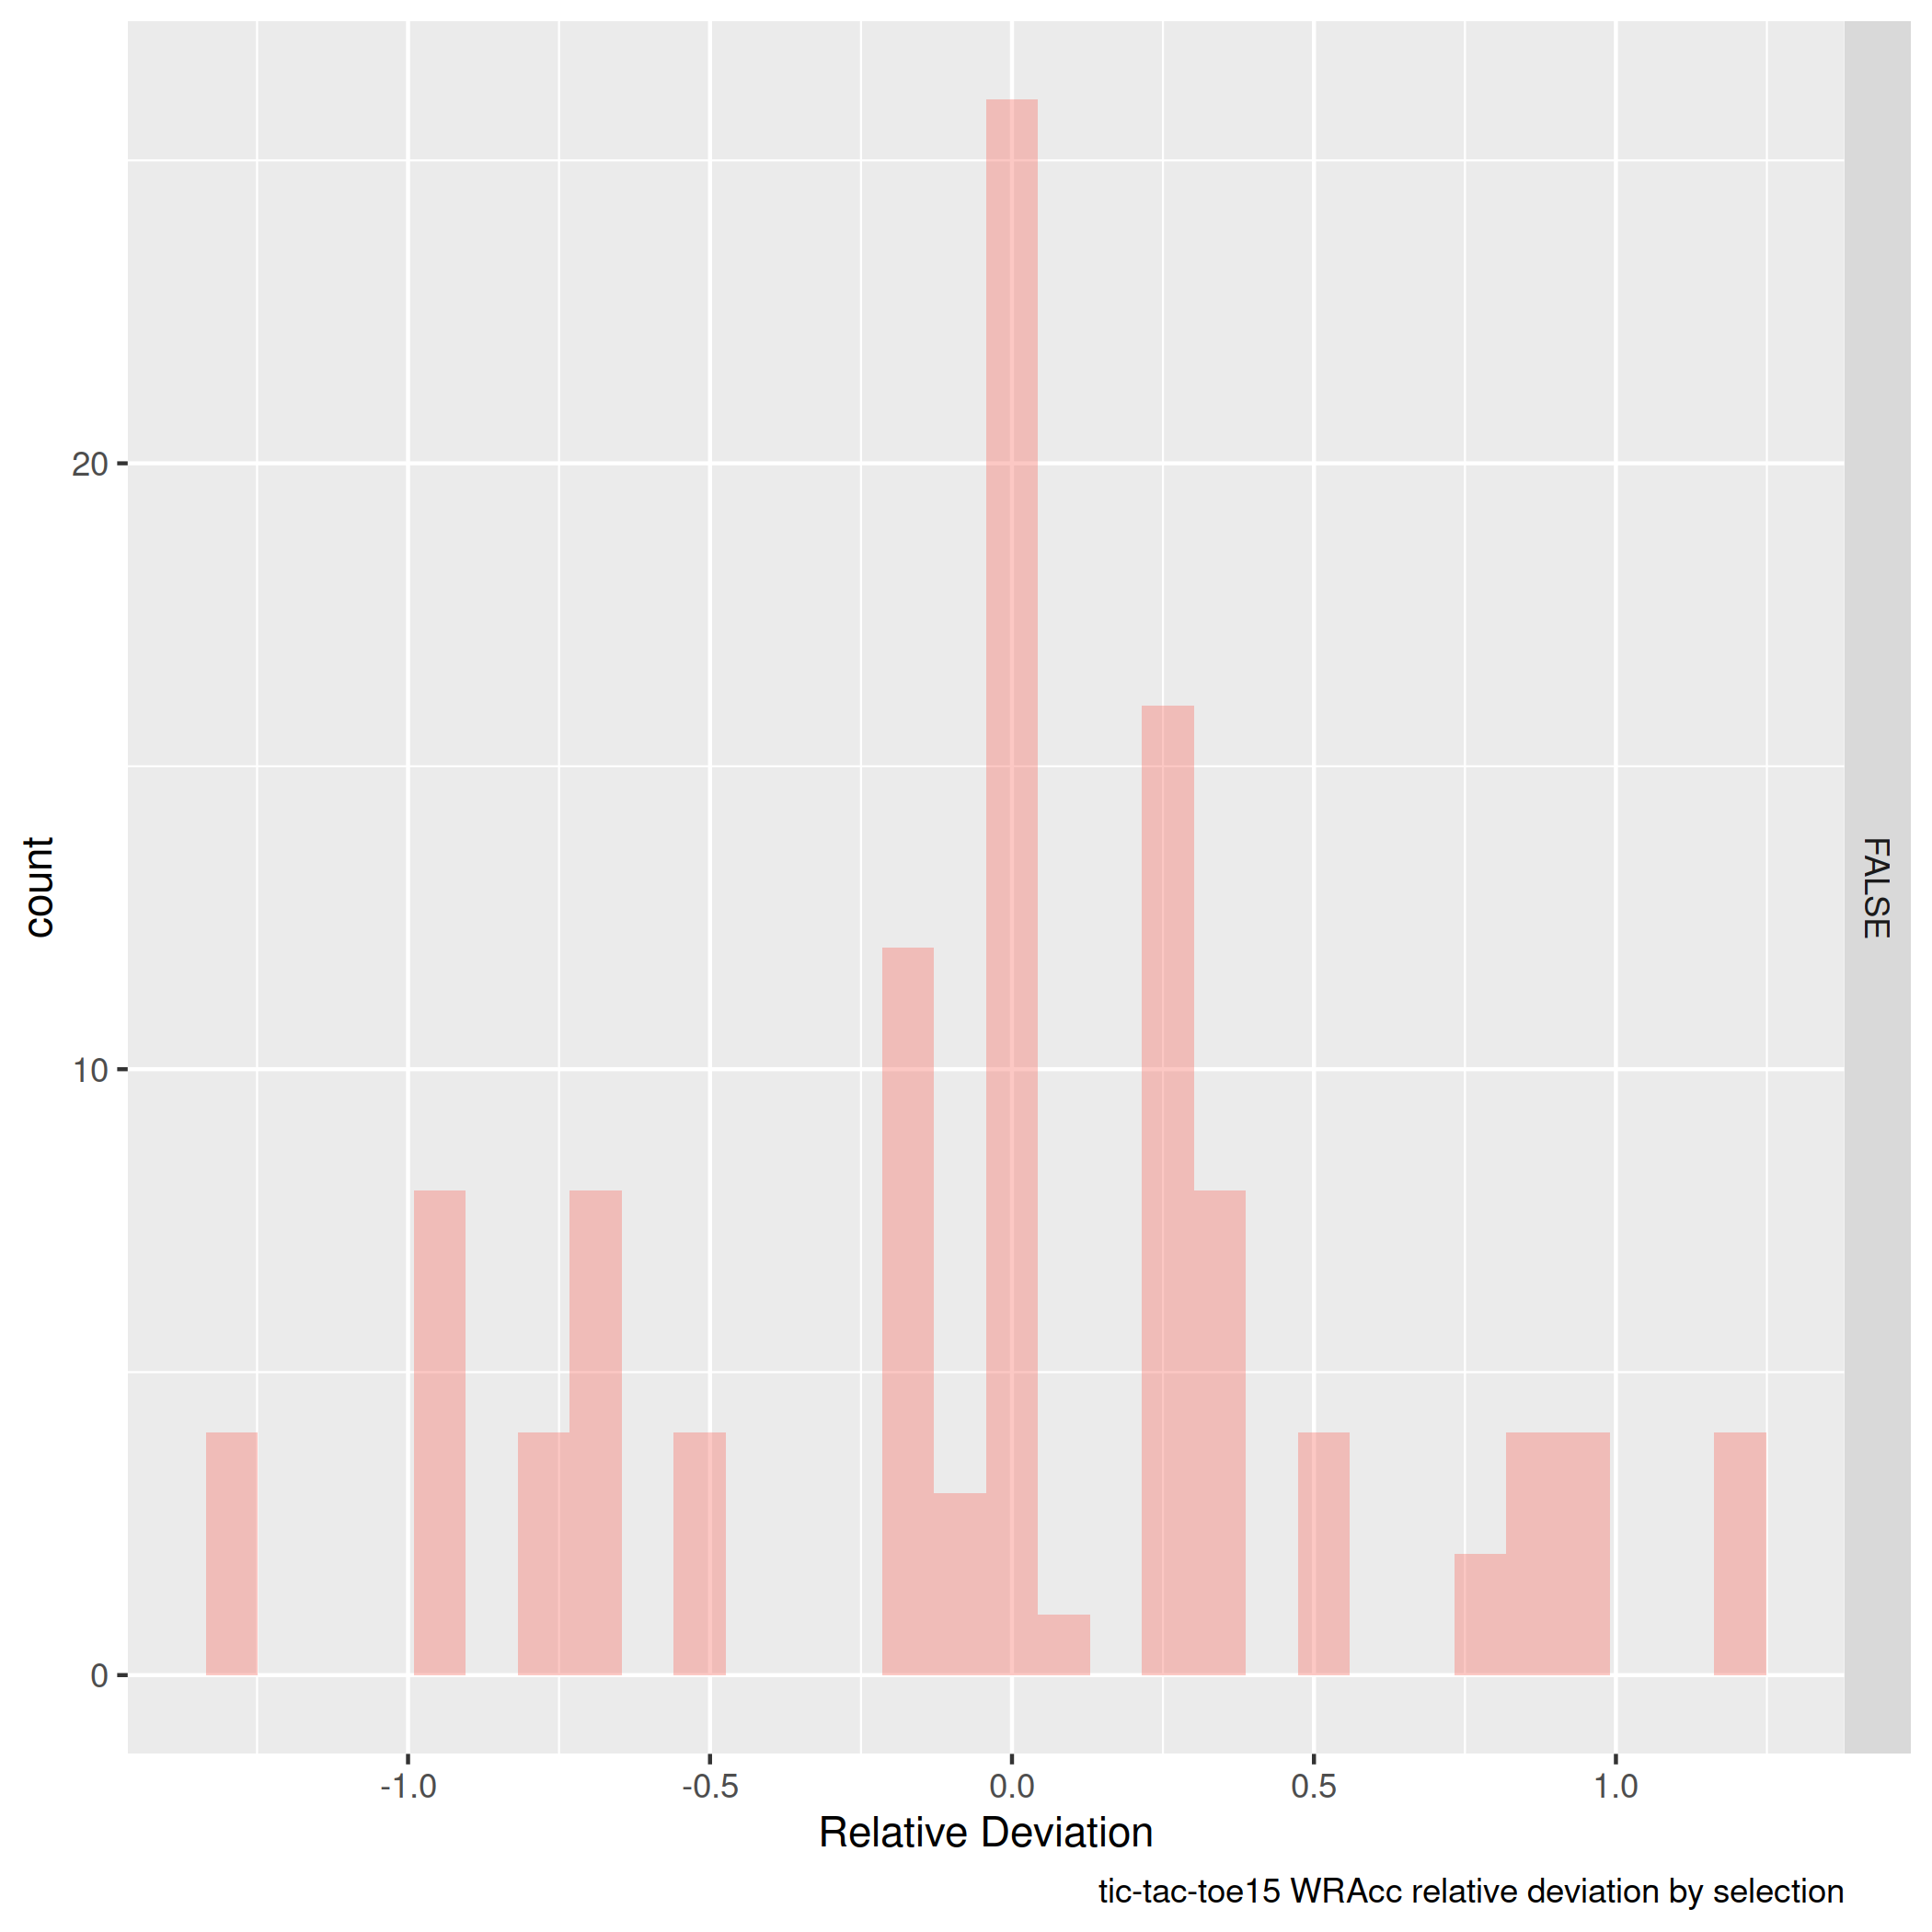 count
20
10
0
FALSE
-1.0
-0.5
0.0
0.5
1.0
Relative Deviation
tic-tac-toe15 WRAcc relative deviation by selection